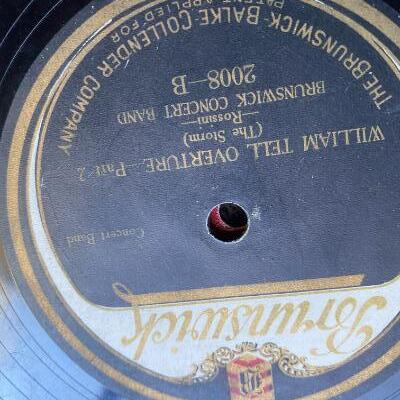 Brunswick
Concert Band
WILLIAM TELL OVERTURE—Part 2
(The Storm)
—Rossini—
BRUNSWICK CONCERT BAND
2008—B
PATENT APPLIED FOR
THE BRUNSWICK-BALKE-COLLENDER COMPANY